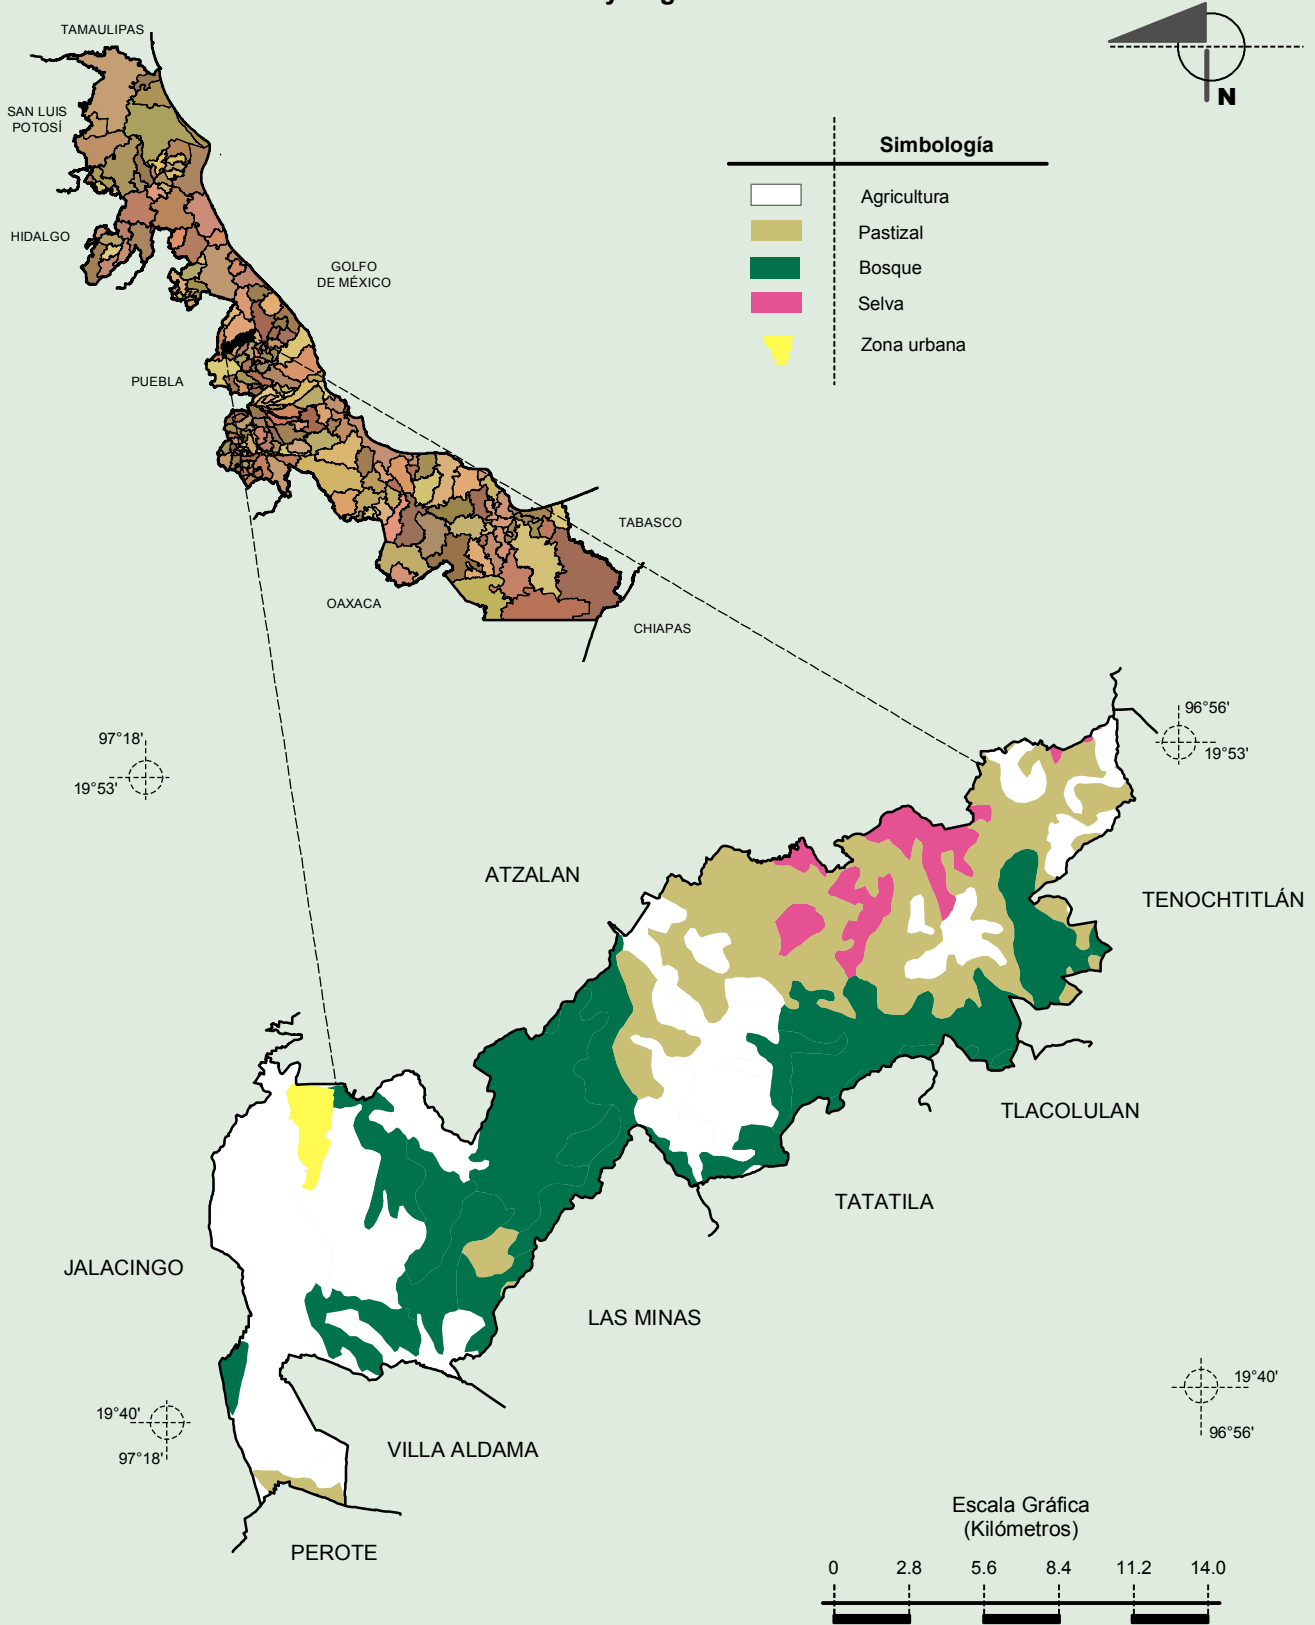 TAMAULIPAS
SAN LUIS
POTOSÍ
HIDALGO
GOLFO
DE MÉXICO
PUEBLA
TABASCO
OAXACA
CHIAPAS
N
Simbología
Agricultura
Pastizal
Bosque
Selva
Zona urbana
97°18'
19°53'
96°56'
19°53'
ATZALAN
TENOCHTITLÁN
TLACOLULAN
TATATILA
JALACINGO
LAS MINAS
19°40'
97°18'
19°40'
96°56'
VILLA ALDAMA
PEROTE
Escala Gráfica
(Kilómetros)
0 2.8 5.6 8.4 11.2 14.0